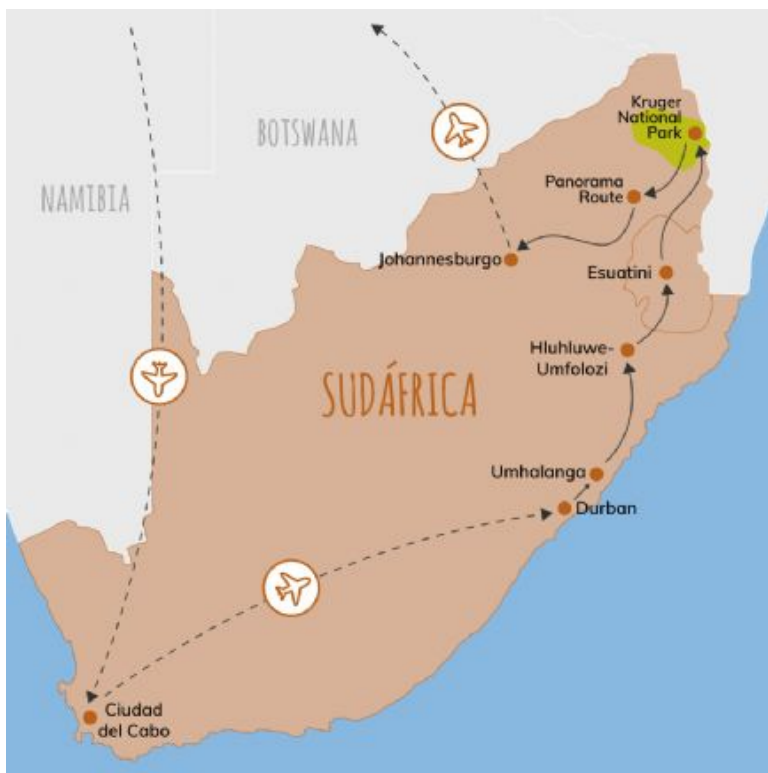 Kruger
National
Park
BOTSWANA
NAMIBIA
Panorama
Route
Johannesburgo
Esuatini
Hluhluwe-
Umfolozi
SUDÁFRICA
Umhalanga
Durban
Ciudad
del Cabo